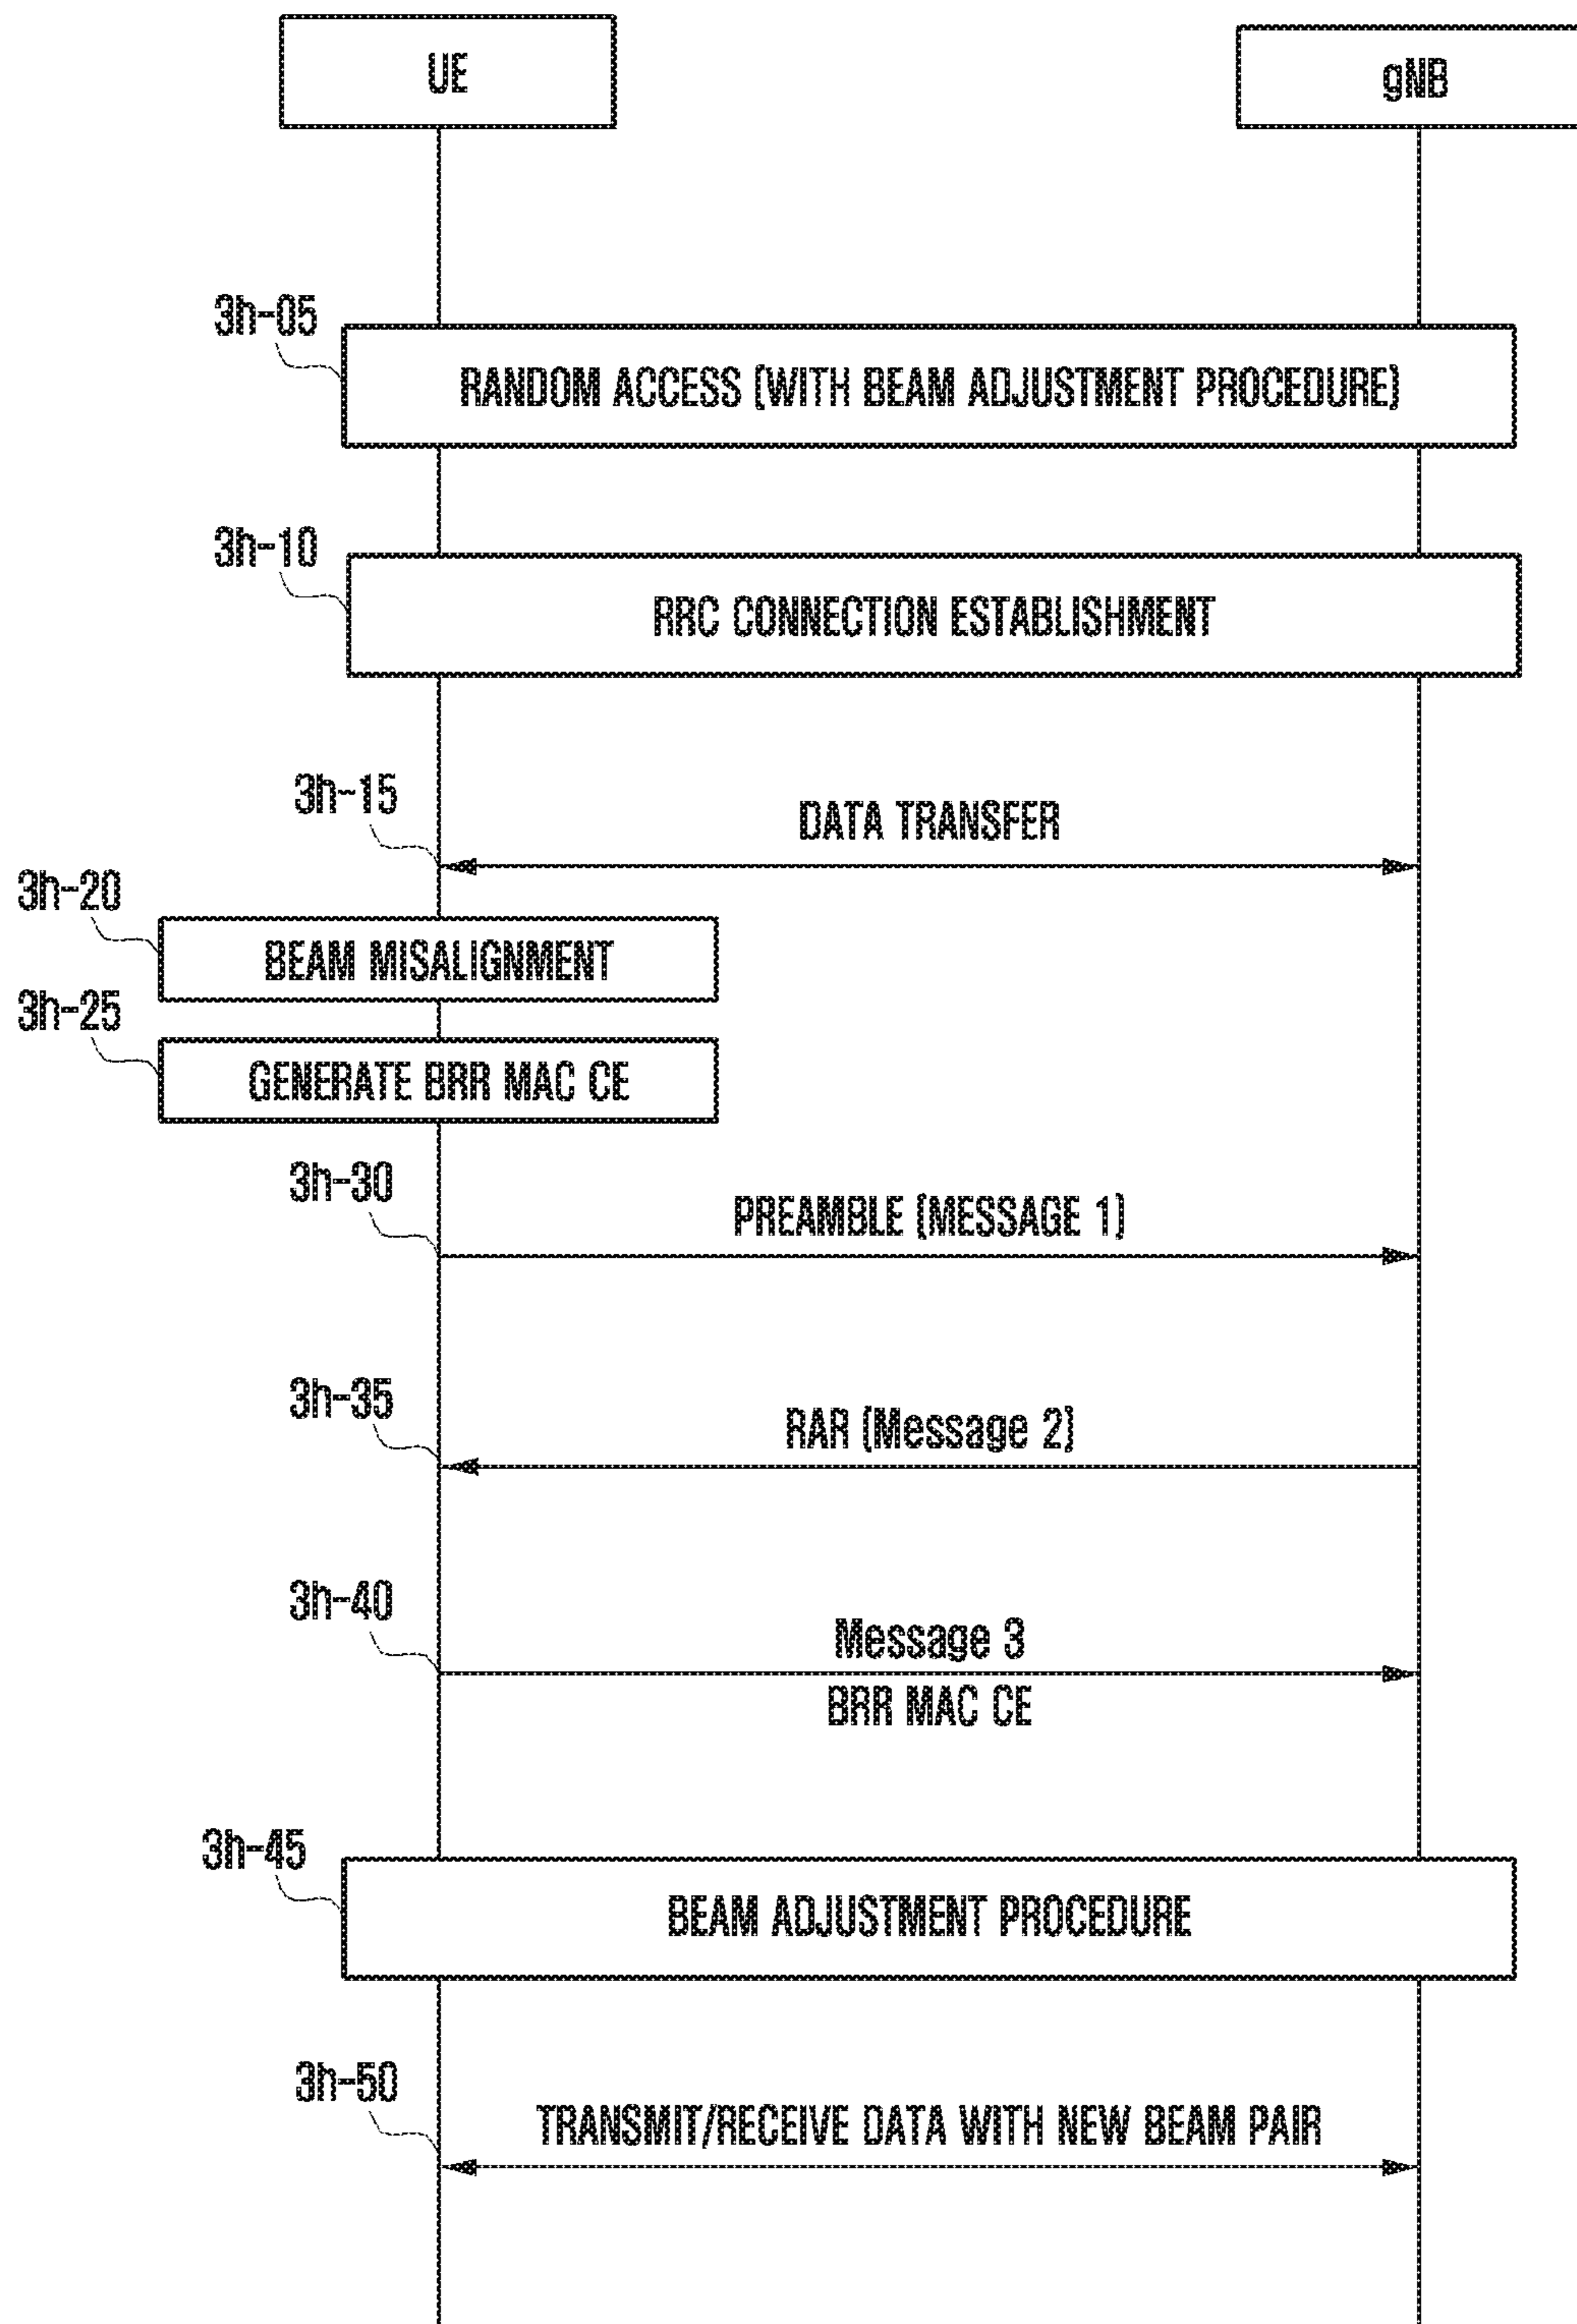 UE
gNB
3h-05
RANDOM ACCESS (WITH BEAM ADJUSTMENT PROCEDURE)
3h-10
RRC CONNECTION ESTABLISHMENT
3h-15
DATA TRANSFER
3h-20
BEAM MISALIGNMENT
3h-25
GENERATE BRR MAC CE
3h-30
PREAMBLE (MESSAGE 1)
3h-35
RAR (Message 2)
3h-40
Message 3
BRR MAC CE
3h-45
BEAM ADJUSTMENT PROCEDURE
3h-50
TRANSMIT/RECEIVE DATA WITH NEW BEAM PAIR